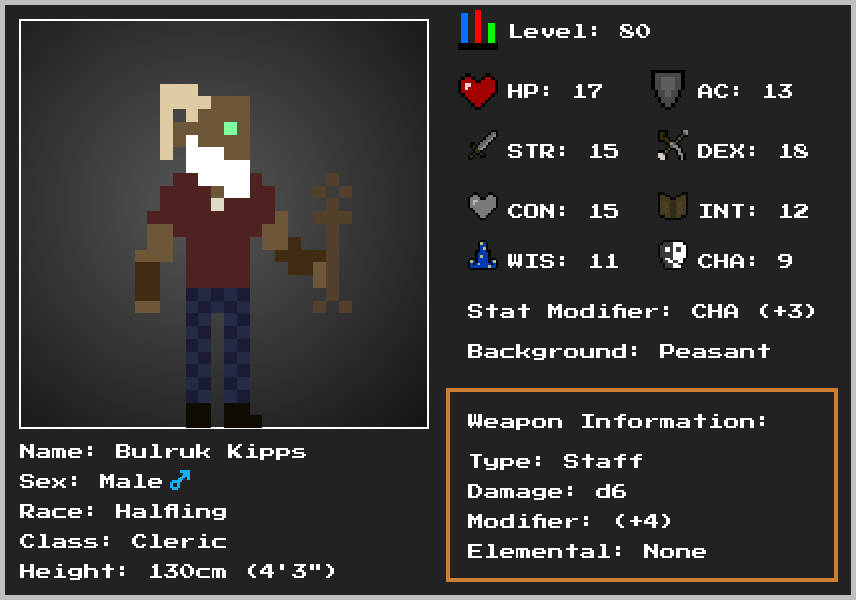 Level: 80
HP: 17
AC: 13
STR: 15
DEX: 18
CON: 15
INT: 12
WIS: 11
CHA: 9
Stat Modifier: CHA (+3)
Background: Peasant
Weapon Information:
Type: Staff
Damage: d6
Modifier: (+4)
Elemental: None
Name: Bulruk Kipps
Sex: Male♂
Race: Halfling
Class: Cleric
Height: 130cm (4'3")